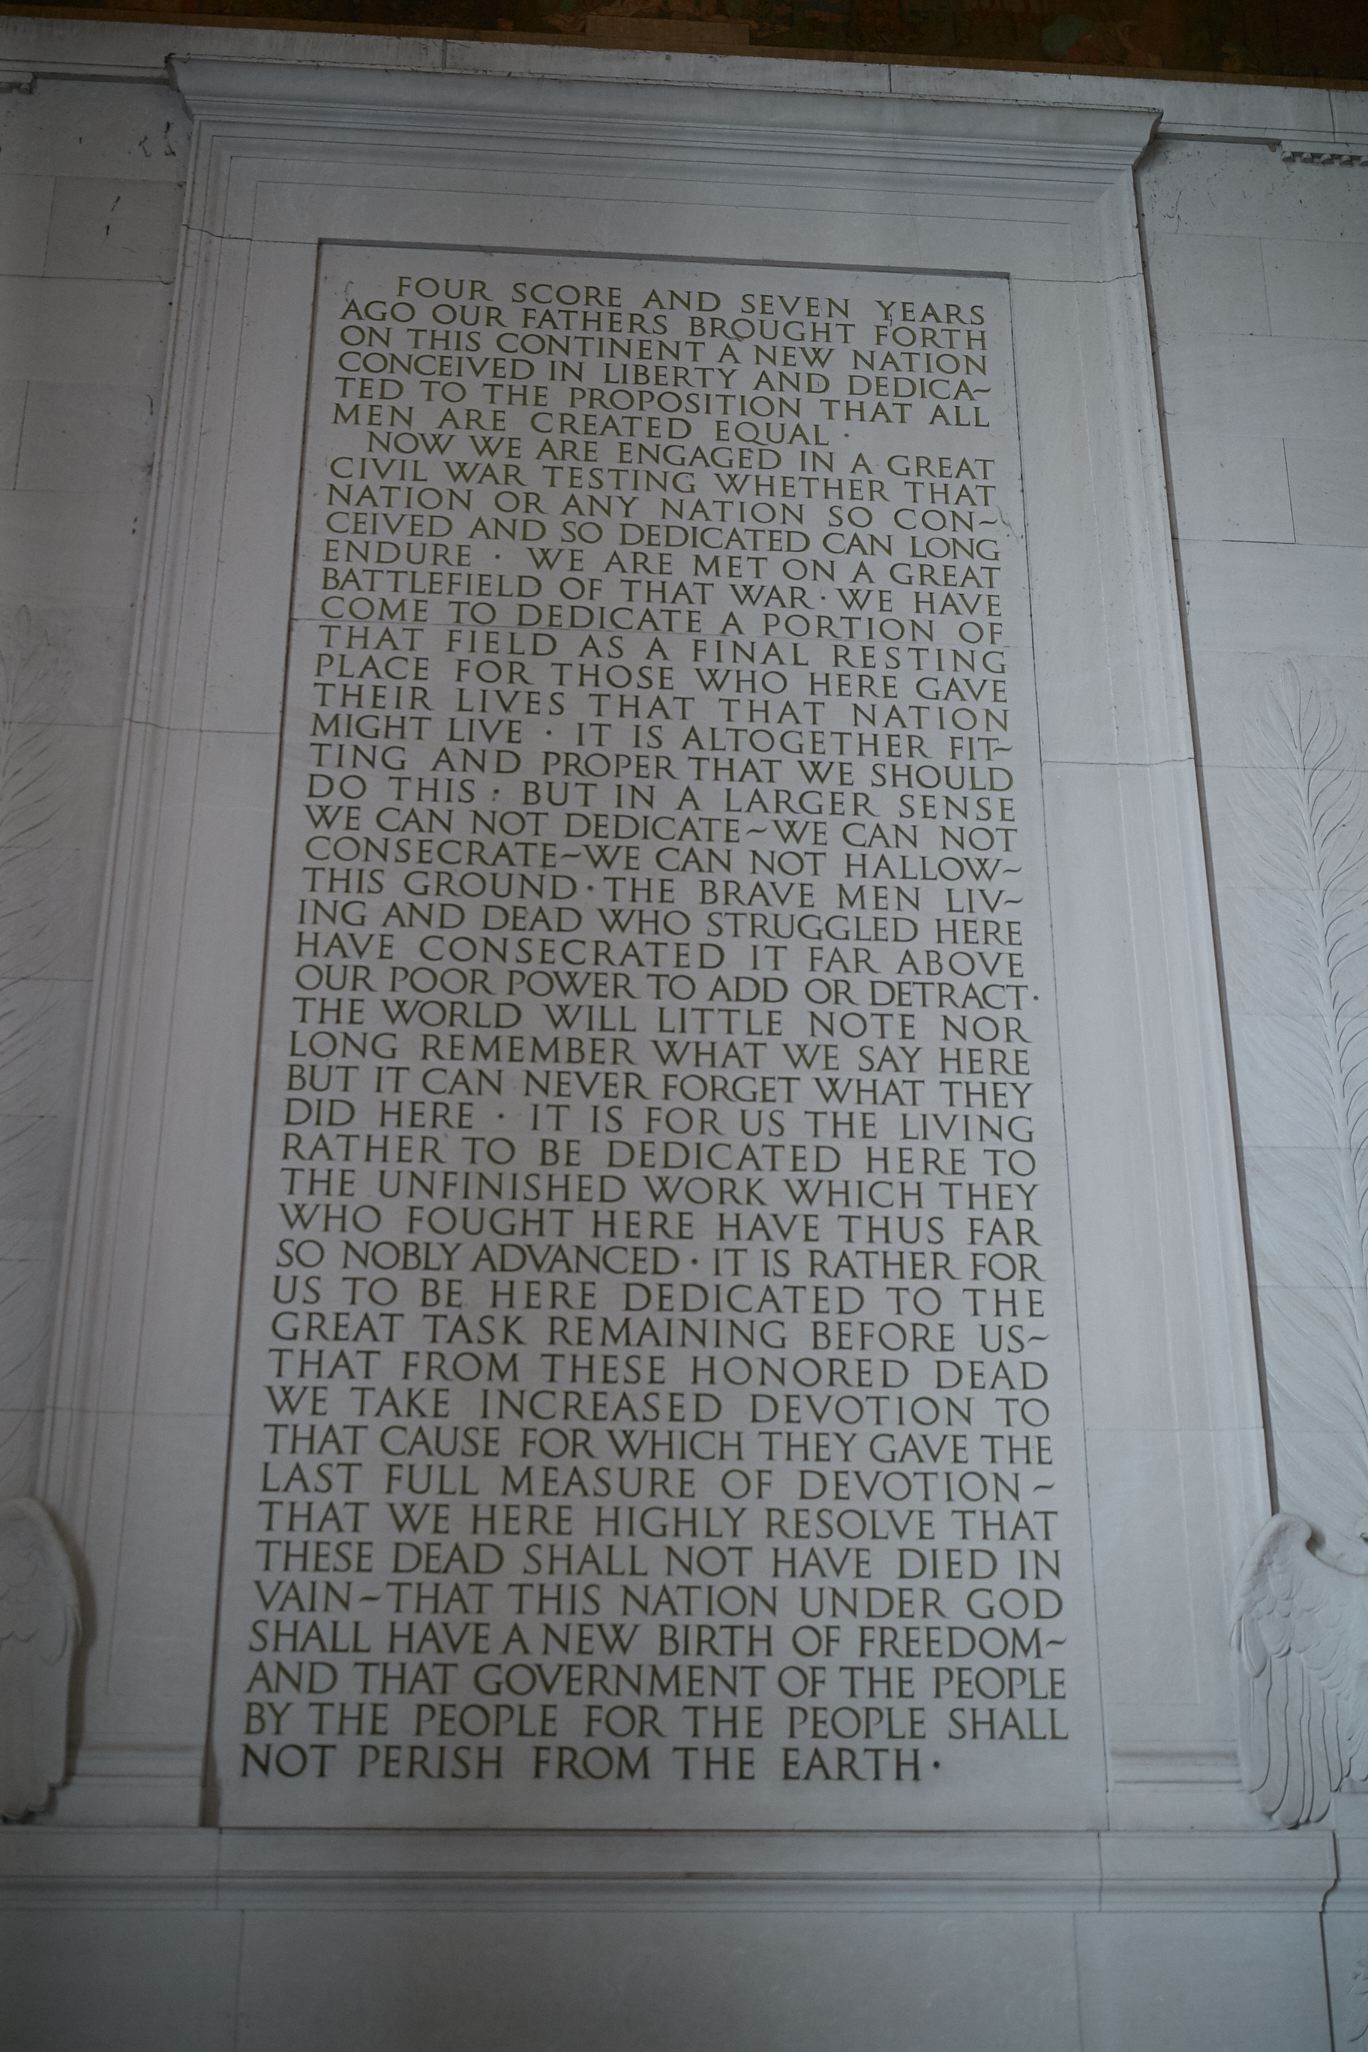 FOUR SCORE AND SEVEN YEARS
AGO OUR FATHERS BROUGHT FORTH
ON THIS CONTINENT A NEW NATION
CONCEIVED IN LIBERTY AND DEDICA~
TED TO THE PROPOSITION THAT ALL
MEN ARE CREATED EQUAL ·
NOW WE ARE ENGAGED IN A GREAT
CIVIL WAR TESTING WHETHER THAT
NATION OR ANY NATION SO CON~
CEIVED AND SO DEDICATED CAN LONG
ENDURE · WE ARE MET ON A GREAT
BATTLEFIELD OF THAT WAR · WE HAVE
COME TO DEDICATE A PORTION OF
THAT FIELD AS A FINAL RESTING
PLACE FOR THOSE WHO HERE GAVE
THEIR LIVES THAT THAT NATION
MIGHT LIVE · IT IS ALTOGETHER FIT~
TING AND PROPER THAT WE SHOULD
DO THIS · BUT IN A LARGER SENSE
WE CAN NOT DEDICATE~WE CAN NOT
CONSECRATE~WE CAN NOT HALLOW~
THIS GROUND · THE BRAVE MEN LIV~
ING AND DEAD WHO STRUGGLED HERE
HAVE CONSECRATED IT FAR ABOVE
OUR POOR POWER TO ADD OR DETRACT ·
THE WORLD WILL LITTLE NOTE NOR
LONG REMEMBER WHAT WE SAY HERE
BUT IT CAN NEVER FORGET WHAT THEY
DID HERE · IT IS FOR US THE LIVING
RATHER TO BE DEDICATED HERE TO
THE UNFINISHED WORK WHICH THEY
WHO FOUGHT HERE HAVE THUS FAR
SO NOBLY ADVANCED · IT IS RATHER FOR
US TO BE HERE DEDICATED TO THE
GREAT TASK REMAINING BEFORE US~
THAT FROM THESE HONORED DEAD
WE TAKE INCREASED DEVOTION TO
THAT CAUSE FOR WHICH THEY GAVE THE
LAST FULL MEASURE OF DEVOTION ~
THAT WE HERE HIGHLY RESOLVE THAT
THESE DEAD SHALL NOT HAVE DIED IN
VAIN~THAT THIS NATION UNDER GOD
SHALL HAVE A NEW BIRTH OF FREEDOM~
AND THAT GOVERNMENT OF THE PEOPLE
BY THE PEOPLE FOR THE PEOPLE SHALL
NOT PERISH FROM THE EARTH ·